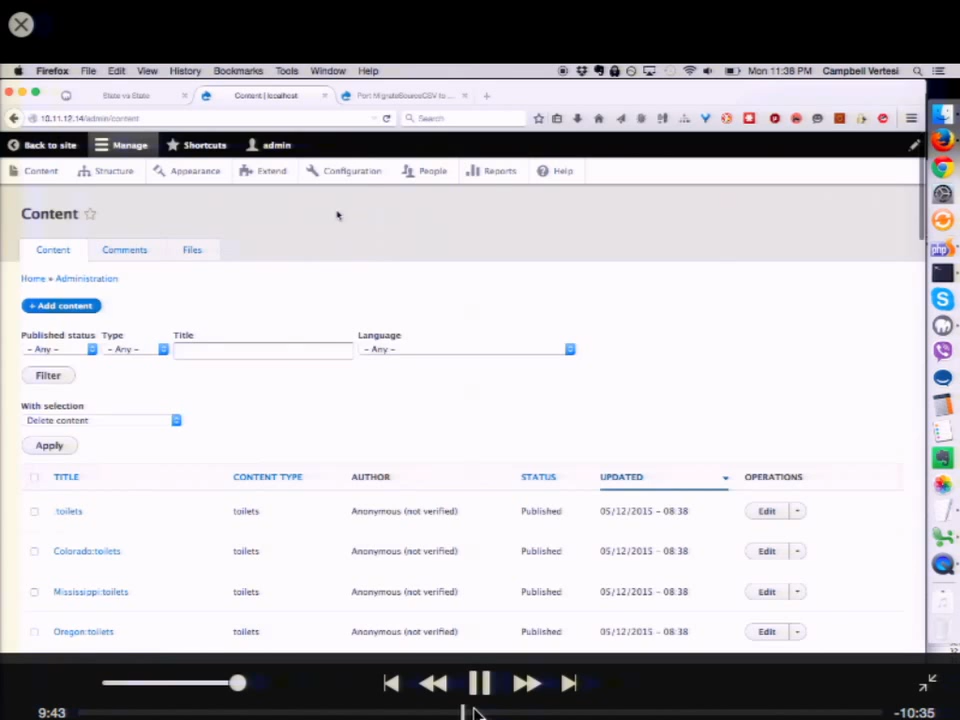 Firefox File Edit View History Bookmarks Tools Window Help Mon 11:38 PM Campbell Vertesi
State vs State Content | localhost Port MigrateSourceCSV to ...
10.11.12.14/admin/content Search
Back to site Manage Shortcuts admin
Content Structure Appearance Extend Configuration People Reports Help
Content
Content Comments Files
Home » Administration
+ Add content
Published status Type Title Language
- Any - - Any - - Any -
Filter
With selection
Delete content
Apply
TITLE CONTENT TYPE AUTHOR STATUS UPDATED OPERATIONS
:toilets toilets Anonymous (not verified) Published 05/12/2015 - 08:38 Edit
Colorado:toilets toilets Anonymous (not verified) Published 05/12/2015 - 08:38 Edit
Mississippi:toilets toilets Anonymous (not verified) Published 05/12/2015 - 08:38 Edit
Oregon:toilets toilets Anonymous (not verified) Published 05/12/2015 - 08:38 Edit
9:43 -10:35